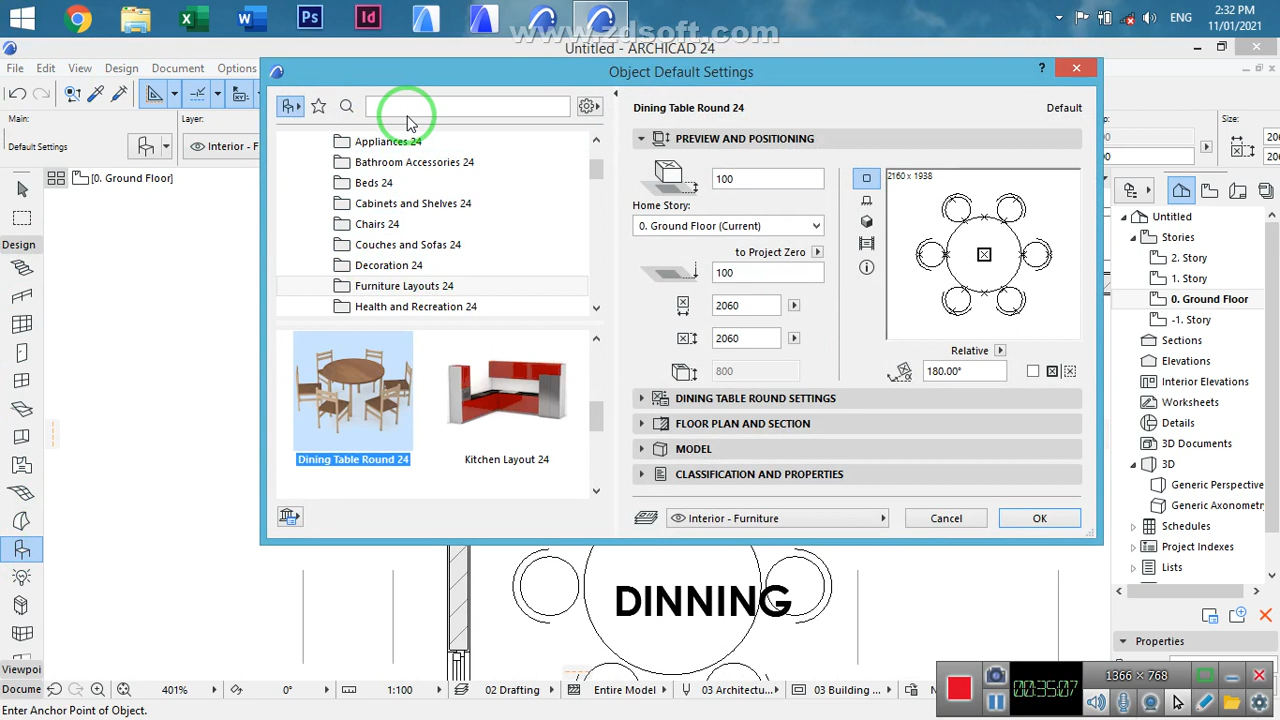 2:32 PM
11/01/2021
ENG
www.zdsoft.com
Untitled - ARCHICAD 24
File Edit View Design Document Options
Object Default Settings
?
Main:
Default Settings
Layer:
Interior -
[0. Ground Floor]
Design
Appliances 24
Bathroom Accessories 24
Beds 24
Cabinets and Shelves 24
Chairs 24
Couches and Sofas 24
Decoration 24
Furniture Layouts 24
Health and Recreation 24
Dining Table Round 24
Kitchen Layout 24
Dining Table Round 24
Default
PREVIEW AND POSITIONING
100
Home Story:
0. Ground Floor (Current)
to Project Zero
100
2060
2060
800
2160 x 1938
Relative
180.00°
DINING TABLE ROUND SETTINGS
FLOOR PLAN AND SECTION
MODEL
CLASSIFICATION AND PROPERTIES
Interior - Furniture
Cancel
OK
Size:
Untitled
Stories
2. Story
1. Story
0. Ground Floor
-1. Story
Sections
Elevations
Interior Elevations
Worksheets
Details
3D Documents
3D
Generic Perspective
Generic Axonometr
Schedules
Project Indexes
Lists
Properties
DINNING
Viewpoi
Docume
401%
0°
1:100
02 Drafting
Entire Model
03 Architectu...
03 Building ...
Enter Anchor Point of Object.
00:35:07
1366 × 768